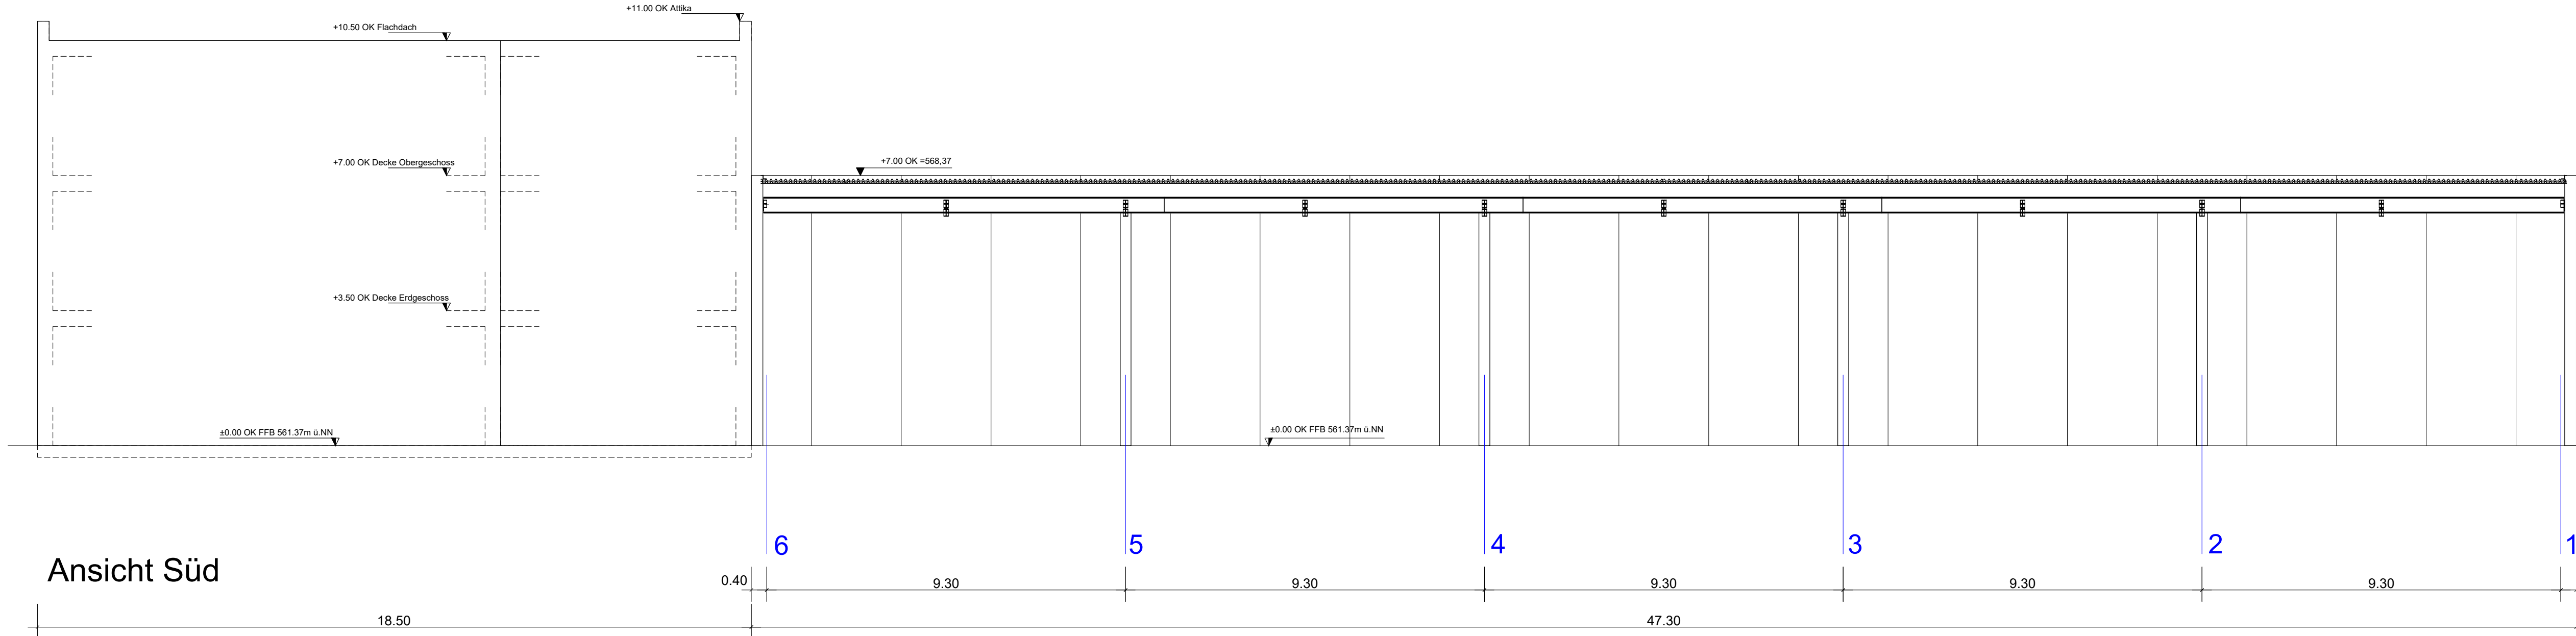 +11.00 OK Attika
+10.50 OK Flachdach
+7.00 OK Decke Obergeschoss
+7.00 OK =568,37
+3.50 OK Decke Erdgeschoss
±0.00 OK FFB 561.37m ü.NN
±0.00 OK FFB 561.37m ü.NN
6 5 4 3 2 1
Ansicht Süd
0.40 9.30 9.30 9.30 9.30 9.30
18.50 47.30